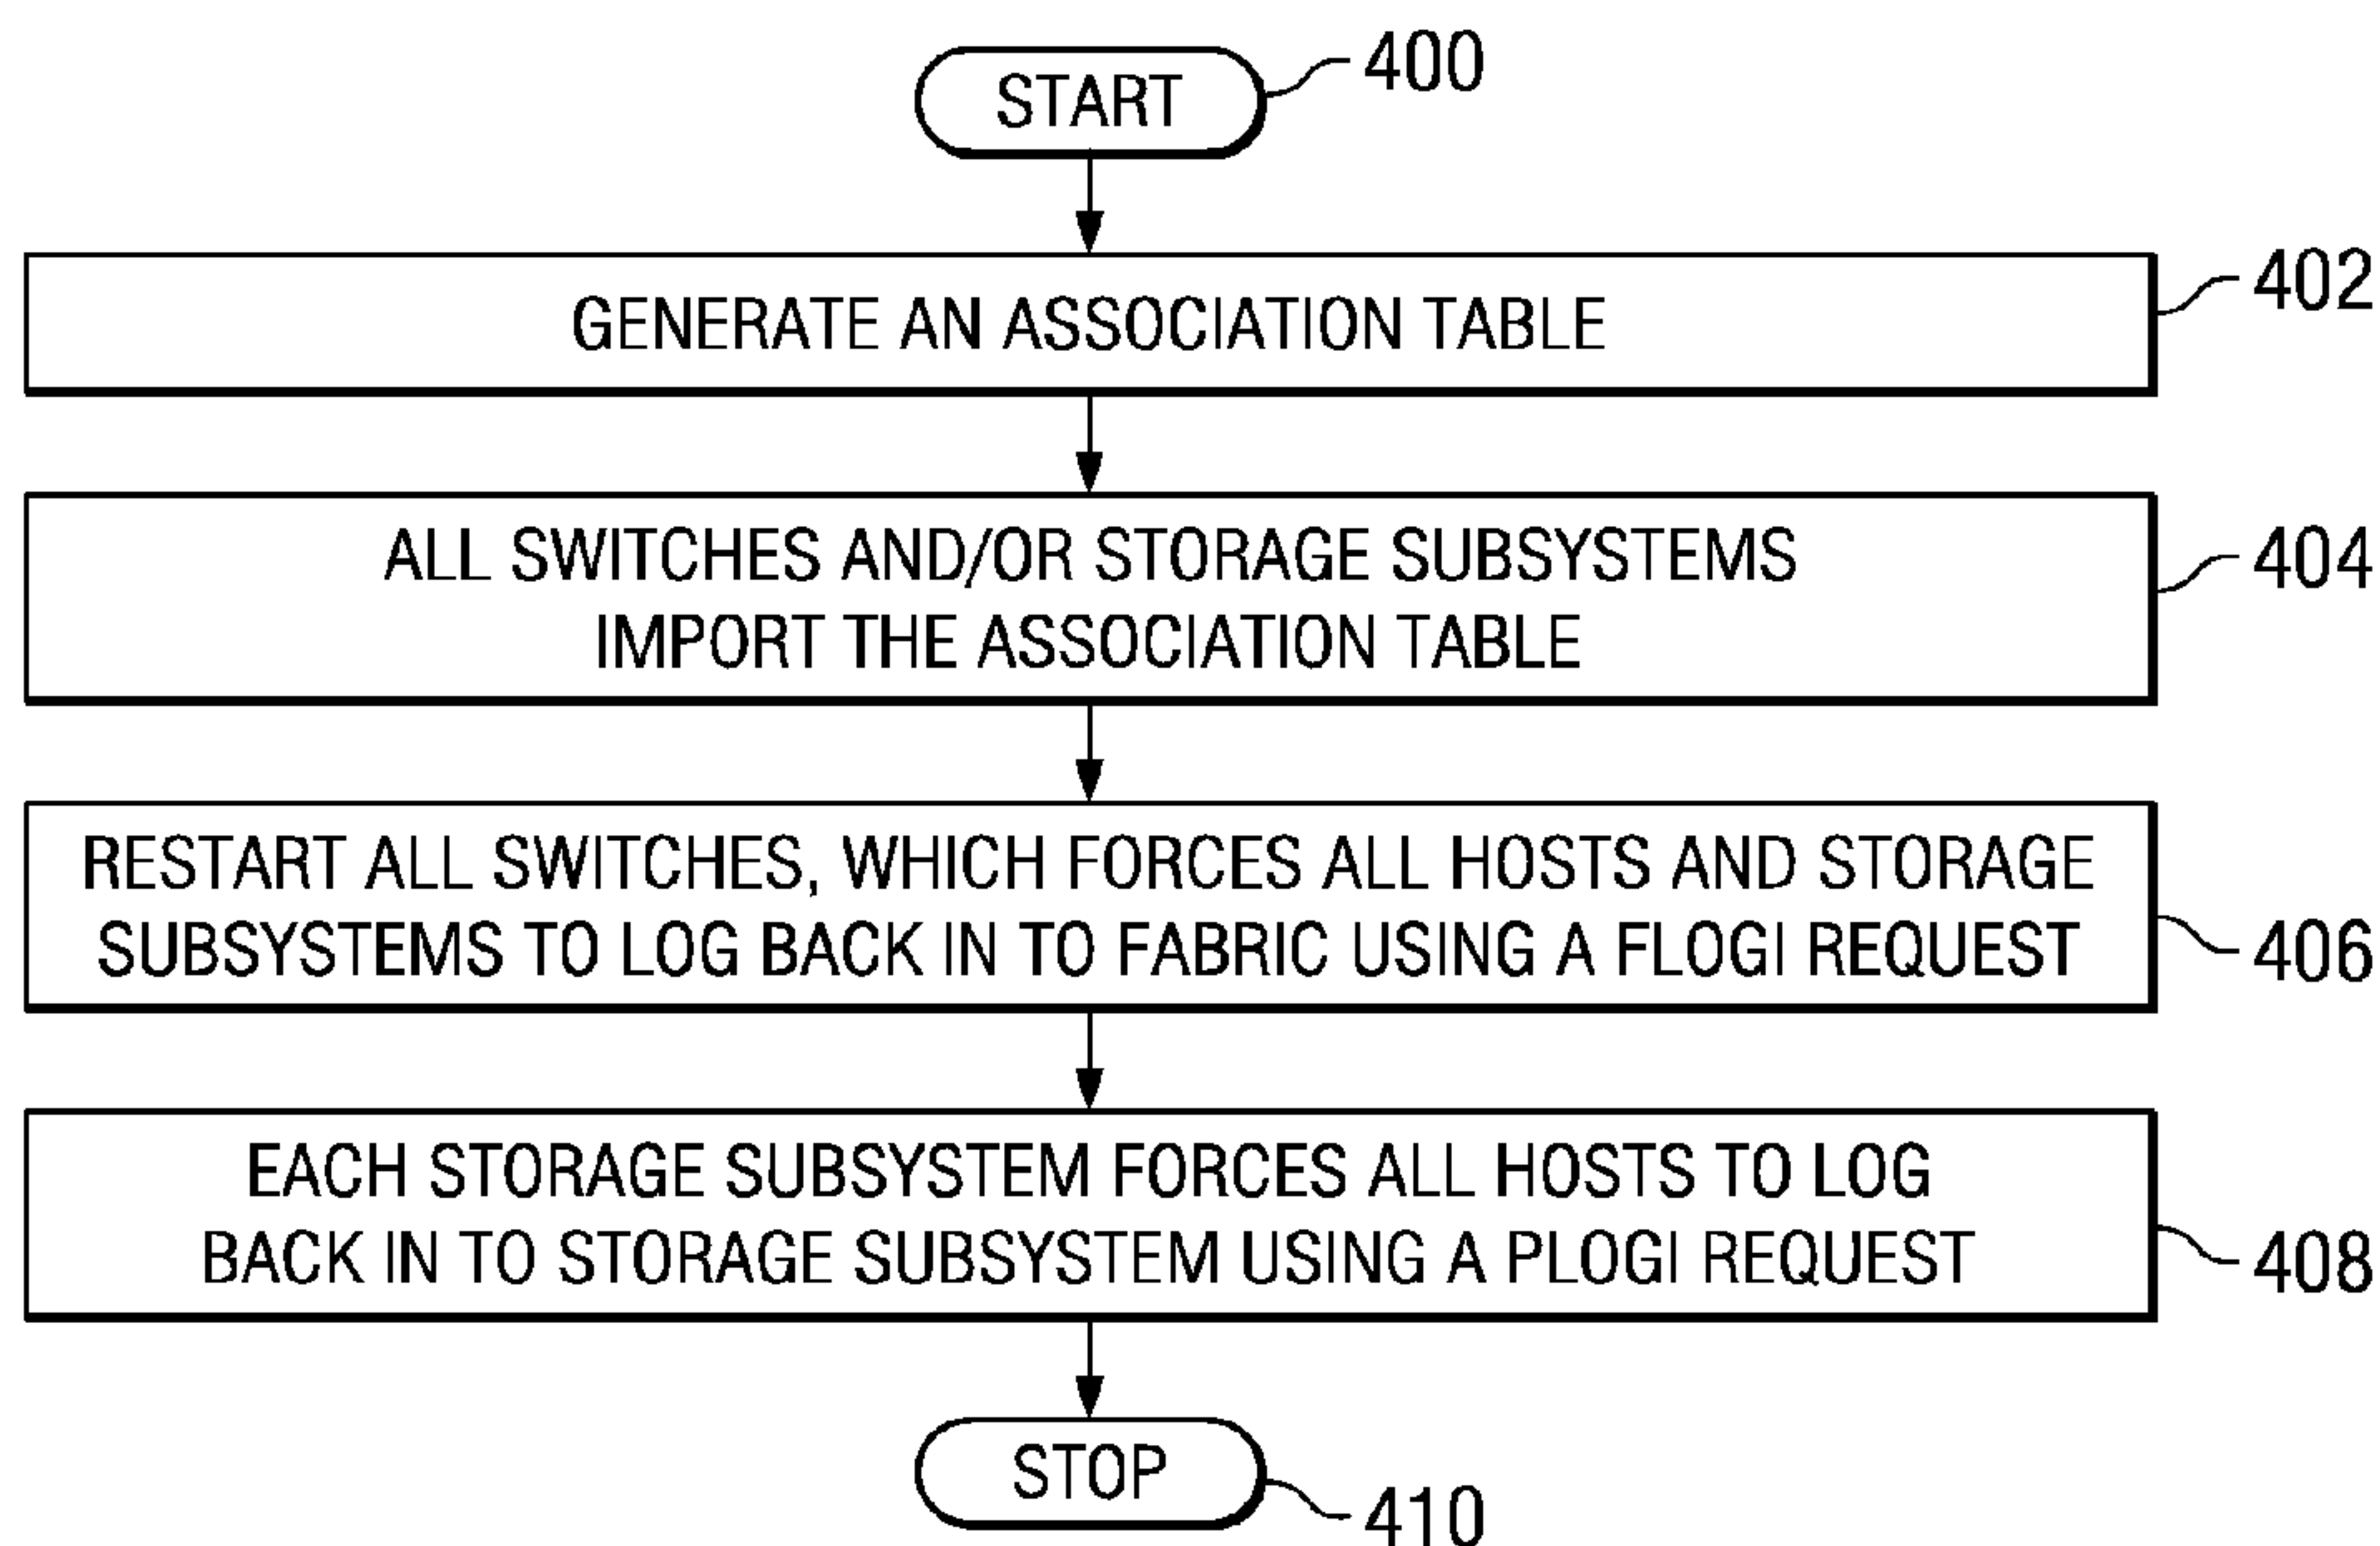 START
400
GENERATE AN ASSOCIATION TABLE
402
ALL SWITCHES AND/OR STORAGE SUBSYSTEMS
IMPORT THE ASSOCIATION TABLE
404
RESTART ALL SWITCHES, WHICH FORCES ALL HOSTS AND STORAGE
SUBSYSTEMS TO LOG BACK IN TO FABRIC USING A FLOGI REQUEST
406
EACH STORAGE SUBSYSTEM FORCES ALL HOSTS TO LOG
BACK IN TO STORAGE SUBSYSTEM USING A PLOGI REQUEST
408
STOP
410